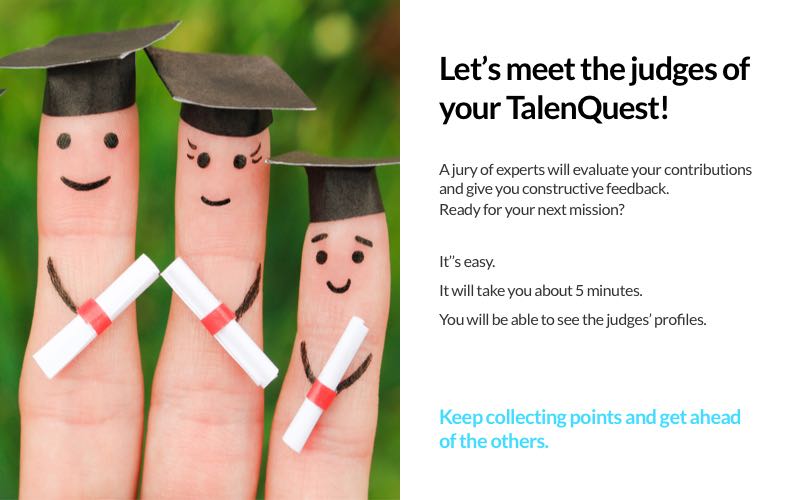 Let’s meet the judges of
your TalenQuest!
A jury of experts will evaluate your contributions
and give you constructive feedback.
Ready for your next mission?
It’'s easy.
It will take you about 5 minutes.
You will be able to see the judges’ profiles.
Keep collecting points and get ahead
of the others.